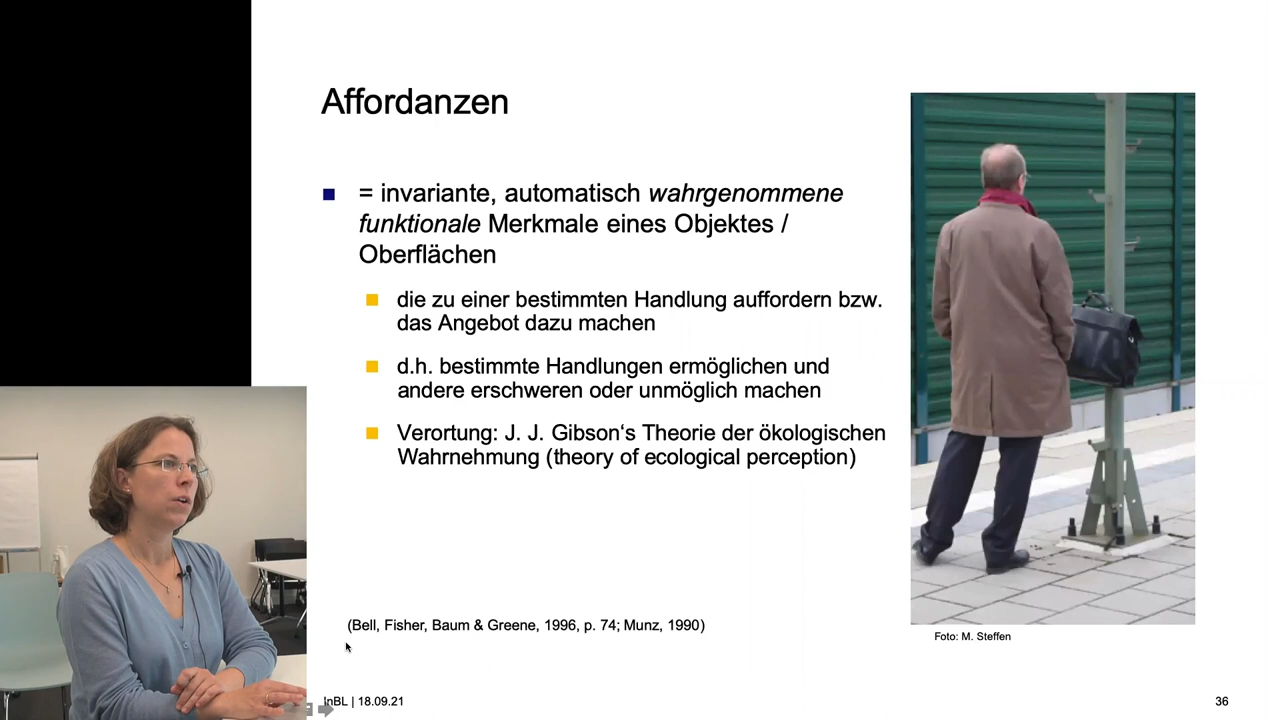 Affordanzen
= invariante, automatisch wahrgenommene
funktionale Merkmale eines Objektes /
Oberflächen
die zu einer bestimmten Handlung auffordern bzw.
das Angebot dazu machen
d.h. bestimmte Handlungen ermöglichen und
andere erschweren oder unmöglich machen
Verortung: J. J. Gibson‘s Theorie der ökologischen
Wahrnehmung (theory of ecological perception)
(Bell, Fisher, Baum & Greene, 1996, p. 74; Munz, 1990)
Foto: M. Steffen
InBL | 18.09.21
36